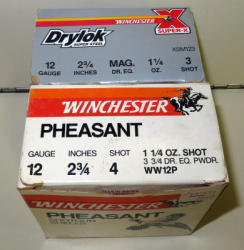 WINCHESTER
Drylok
SUPER STEEL
X
SUPER-X
XSM123
12 2¾ MAG. 1¼ 3
GAUGE INCHES DR. EQ. OZ. SHOT
WINCHESTER
PHEASANT
GAUGE INCHES SHOT 1 1/4 OZ. SHOT
3 3/4 DR. EQ. PWDR.
12 2¾ 4 WW12P
PHEASANT